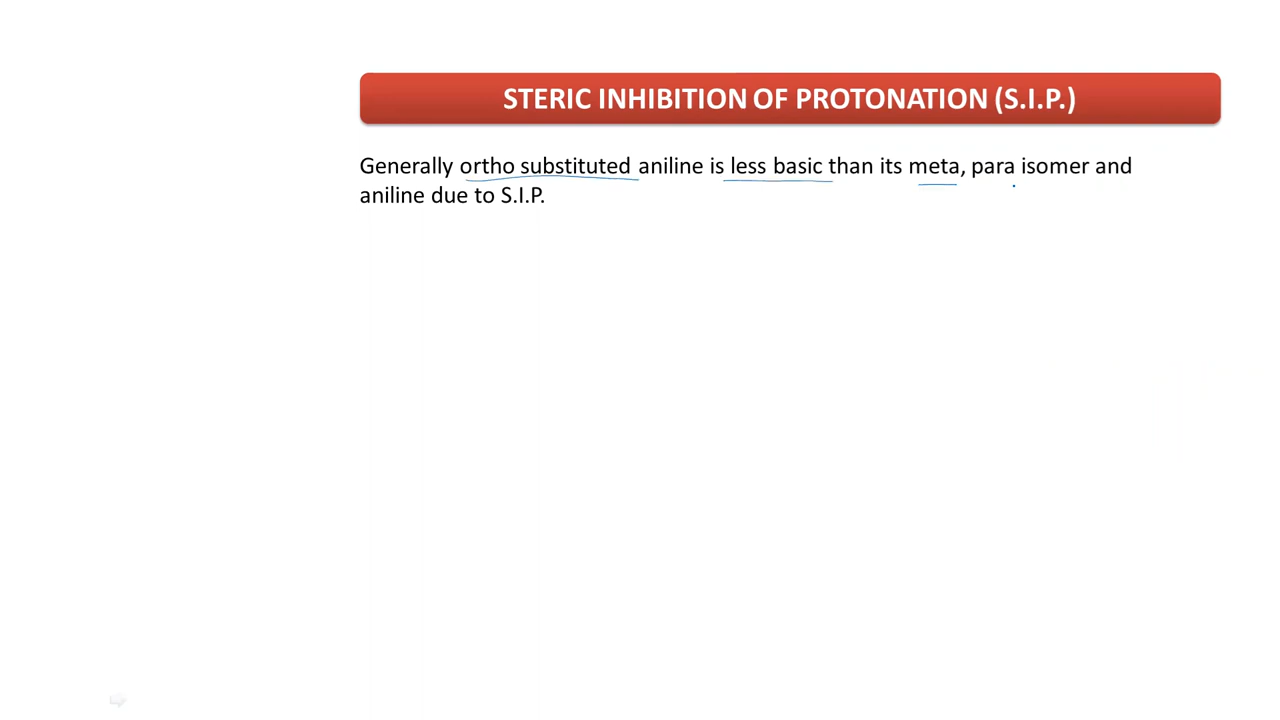 STERIC INHIBITION OF PROTONATION (S.I.P.)
Generally ortho substituted aniline is less basic than its meta, para isomer and
aniline due to S.I.P.